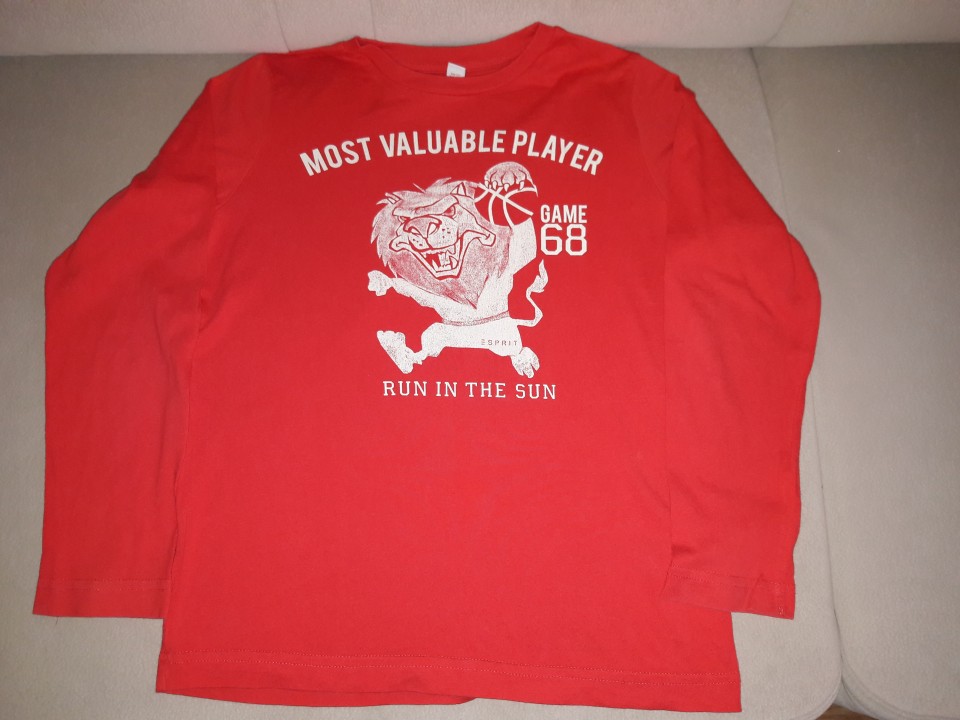 MOST VALUABLE PLAYER
GAME
68
ESPRIT
RUN IN THE SUN